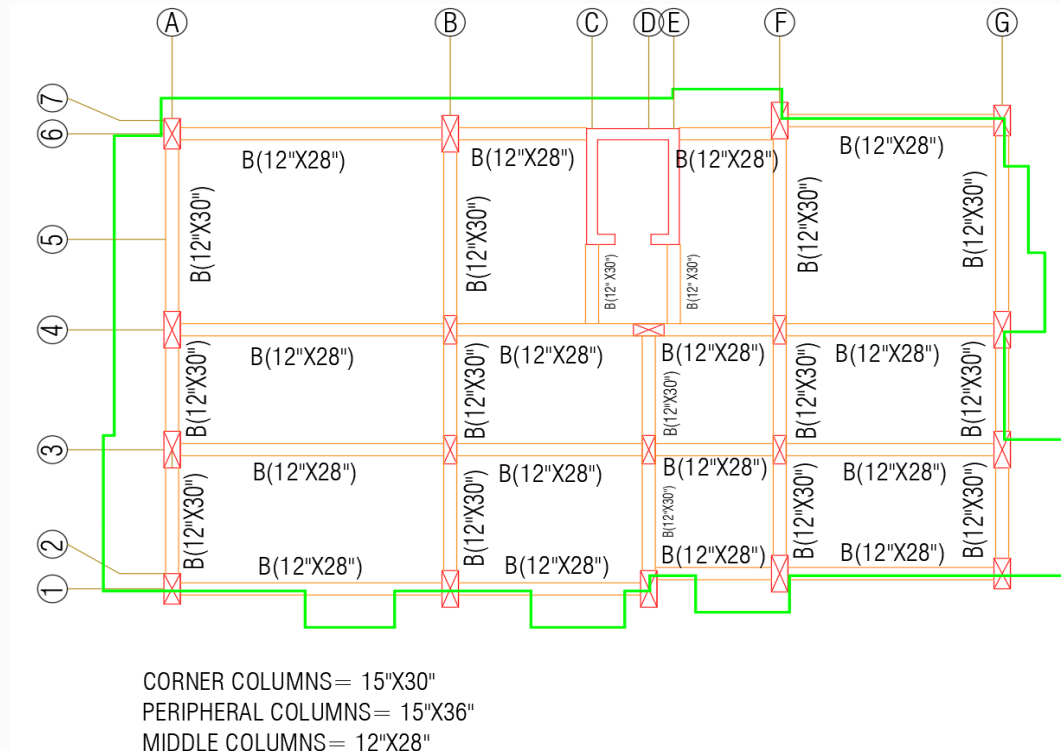 A B C D E F G
7
6
B(12"X28") B(12"X28") B(12"X28") B(12"X28")
B(12"X30") B(12"X30") B(12"X30") B(12"X30")
5
B(12"X30") B(12"X30")
4
B(12"X28") B(12"X28") B(12"X28") B(12"X28")
B(12"X30") B(12"X30") B(12"X30") B(12"X30") B(12"X30")
3
B(12"X28") B(12"X28") B(12"X28") B(12"X28")
B(12"X30") B(12"X30") B(12"X30") B(12"X30") B(12"X30")
2
B(12"X28") B(12"X28") B(12"X28") B(12"X28")
1
CORNER COLUMNS= 15"X30"
PERIPHERAL COLUMNS= 15"X36"
MIDDLE COLUMNS= 12"X28"